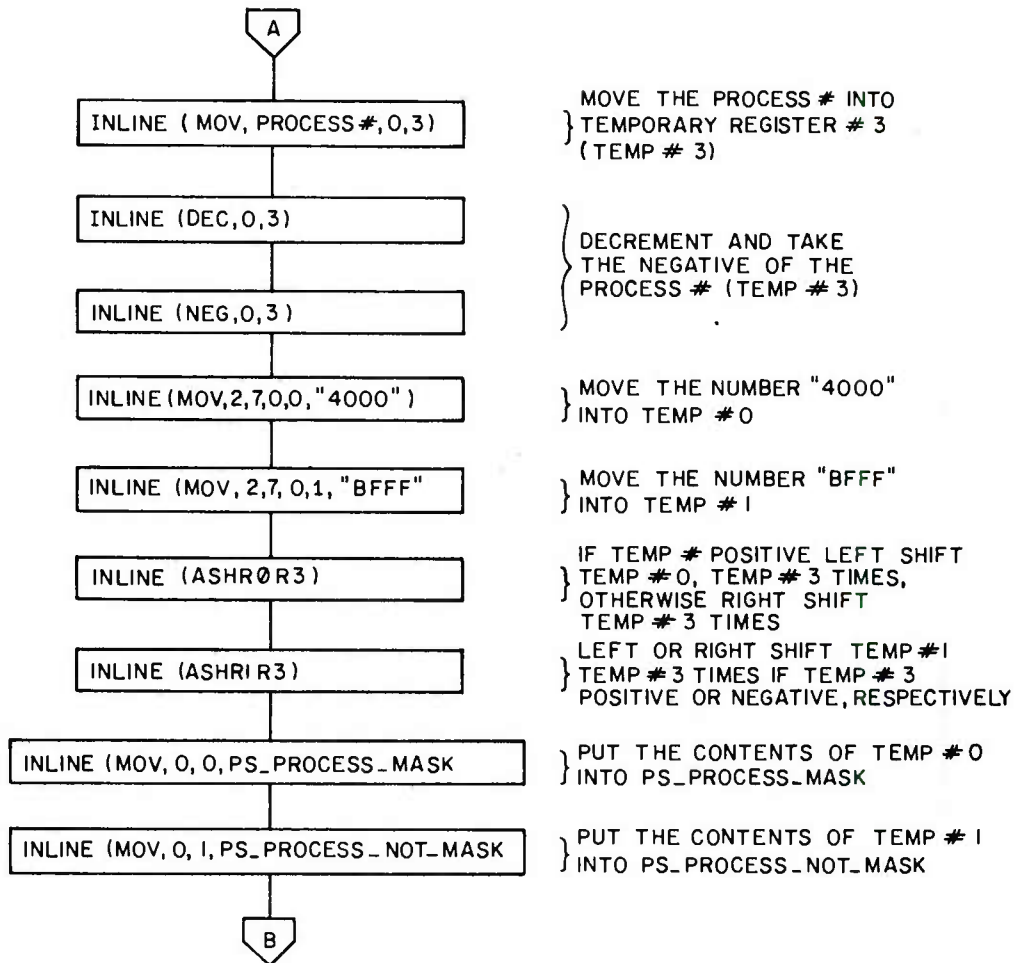 A
INLINE ( MOV, PROCESS #, 0,3)
MOVE THE PROCESS # INTO
TEMPORARY REGISTER # 3
(TEMP # 3)
INLINE (DEC,0,3)
INLINE (NEG,0,3)
DECREMENT AND TAKE
THE NEGATIVE OF THE
PROCESS # (TEMP # 3)
INLINE (MOV,2,7,0,0, "4000" )
MOVE THE NUMBER "4000"
INTO TEMP #0
INLINE (MOV, 2,7, 0,1, "BFFF"
MOVE THE NUMBER "BFFF"
INTO TEMP #1
INLINE (ASHRØR3)
IF TEMP # POSITIVE LEFT SHIFT
TEMP #0, TEMP # 3 TIMES,
OTHERWISE RIGHT SHIFT
TEMP # 3 TIMES
INLINE (ASHR1R3)
LEFT OR RIGHT SHIFT TEMP #1
TEMP # 3 TIMES IF TEMP # 3
POSITIVE OR NEGATIVE, RESPECTIVELY
INLINE (MOV, 0, 0, PS_PROCESS_MASK
PUT THE CONTENTS OF TEMP #0
INTO PS_PROCESS_MASK
INLINE (MOV, 0, 1, PS_PROCESS_NOT_MASK
PUT THE CONTENTS OF TEMP # 1
INTO PS_PROCESS_NOT_MASK
B